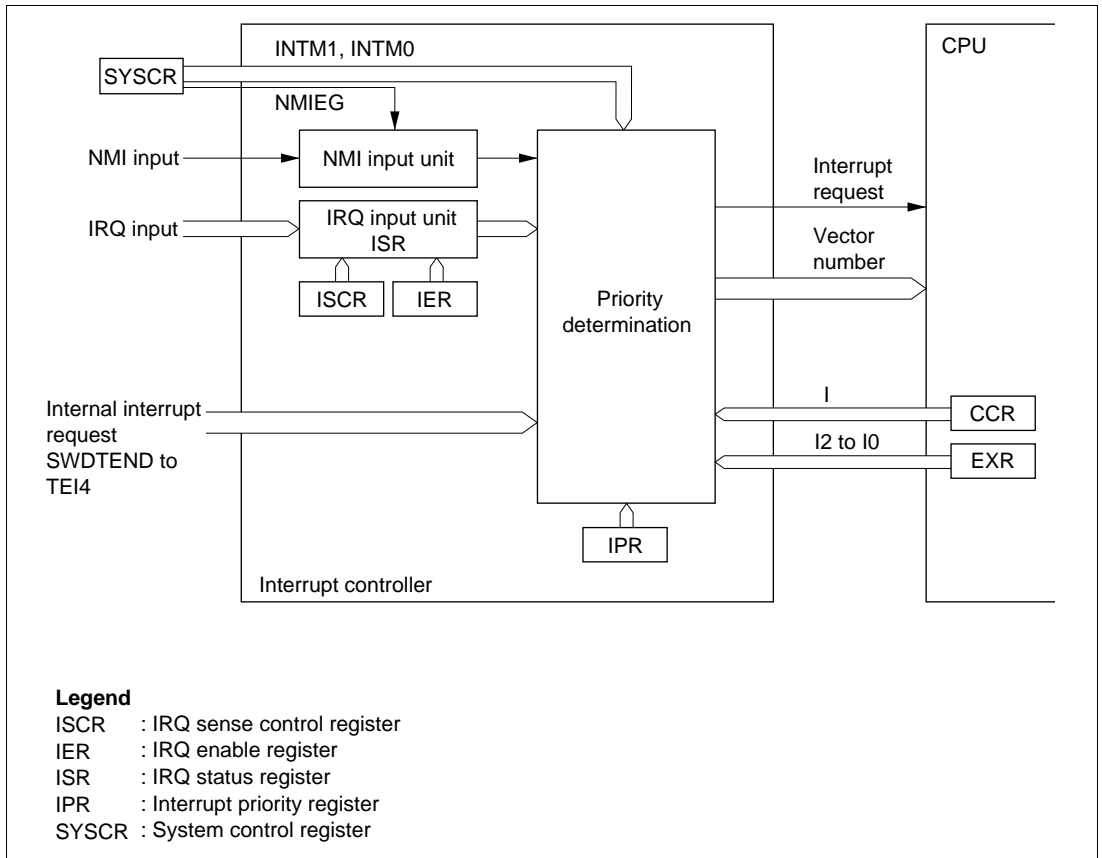 INTM1, INTM0
CPU
SYSCR
NMIEG
NMI input
NMI input unit
Interrupt
request
IRQ input
IRQ input unit
ISR
Vector
number
ISCR
IER
Priority
determination
Internal interrupt
request
SWDTEND to
TEI4
I
CCR
I2 to I0
EXR
IPR
Interrupt controller
Legend
ISCR : IRQ sense control register
IER : IRQ enable register
ISR : IRQ status register
IPR : Interrupt priority register
SYSCR : System control register